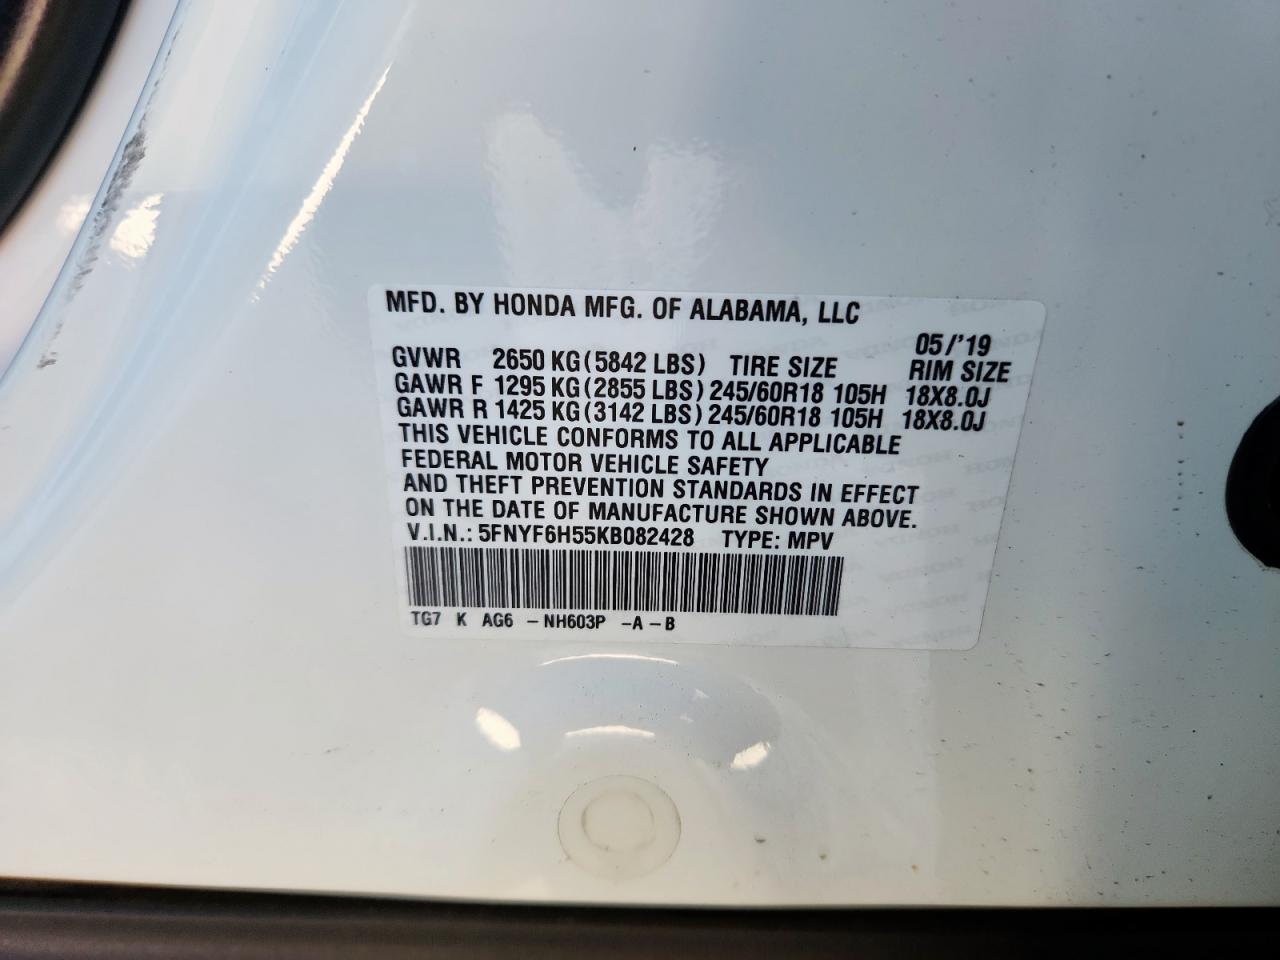 MFD. BY HONDA MFG. OF ALABAMA, LLC
05/'19
GVWR 2650 KG (5842 LBS) TIRE SIZE RIM SIZE
GAWR F 1295 KG (2855 LBS) 245/60R18 105H 18X8.0J
GAWR R 1425 KG (3142 LBS) 245/60R18 105H 18X8.0J
THIS VEHICLE CONFORMS TO ALL APPLICABLE
FEDERAL MOTOR VEHICLE SAFETY
AND THEFT PREVENTION STANDARDS IN EFFECT
ON THE DATE OF MANUFACTURE SHOWN ABOVE.
V.I.N.: 5FNYF6H55KB082428 TYPE: MPV
TG7 K AG6 - NH603P - A - B